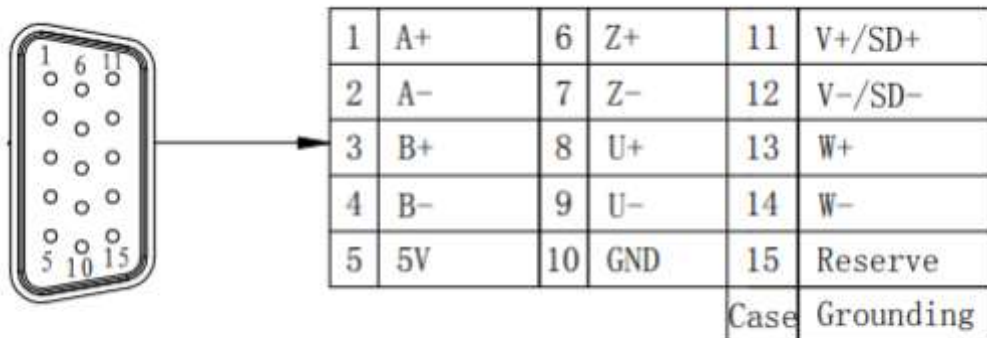 1 6 11
5 10 15
1 A+ 6 Z+ 11 V+/SD+
2 A- 7 Z- 12 V-/SD-
3 B+ 8 U+ 13 W+
4 B- 9 U- 14 W-
5 5V 10 GND 15 Reserve
Case Grounding